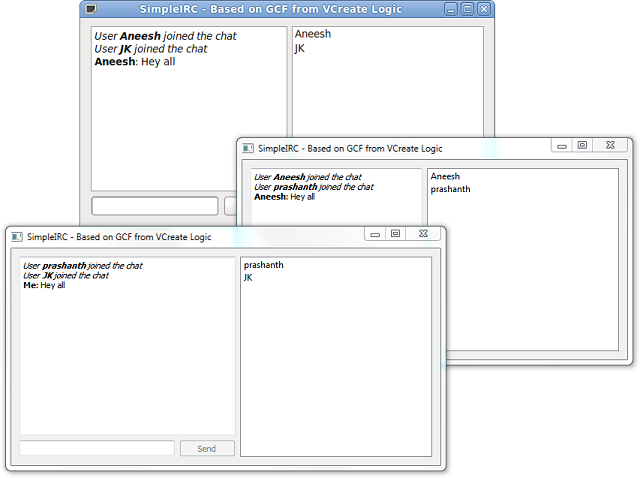 SimpleIRC - Based on GCF from VCreate Logic
User Aneesh joined the chat
User JK joined the chat
Aneesh: Hey all
Aneesh
JK
SimpleIRC - Based on GCF from VCreate Logic
User Aneesh joined the chat
User prashanth joined the chat
Aneesh: Hey all
Aneesh
prashanth
SimpleIRC - Based on GCF from VCreate Logic
User prashanth joined the chat
User JK joined the chat
Me: Hey all
prashanth
JK
Send